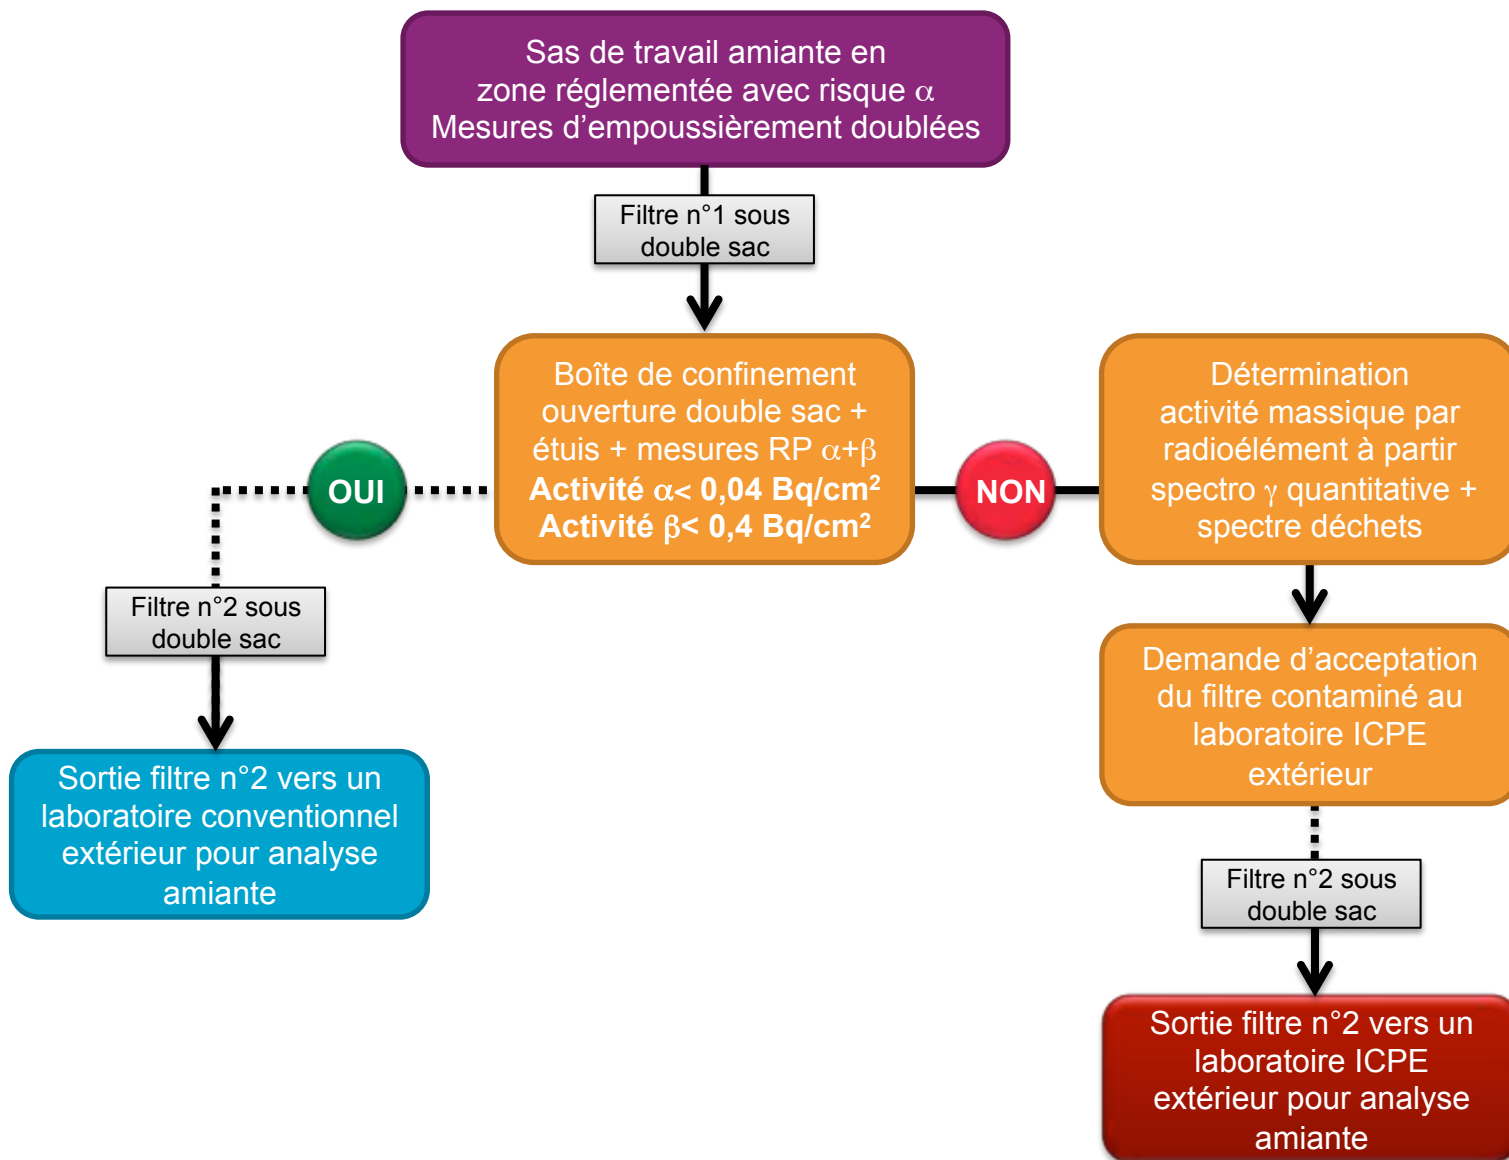 Sas de travail amiante en
zone réglementée avec risque α
Mesures d’empoussièrement doublées
Filtre n°1 sous
double sac
Boîte de confinement
ouverture double sac +
étuis + mesures RP α+β
Activité α< 0,04 Bq/cm²
Activité β< 0,4 Bq/cm²
OUI
NON
Détermination
activité massique par
radioélément à partir
spectro γ quantitative +
spectre déchets
Filtre n°2 sous
double sac
Sortie filtre n°2 vers un
laboratoire conventionnel
extérieur pour analyse
amiante
Demande d’acceptation
du filtre contaminé au
laboratoire ICPE
extérieur
Filtre n°2 sous
double sac
Sortie filtre n°2 vers un
laboratoire ICPE
extérieur pour analyse
amiante